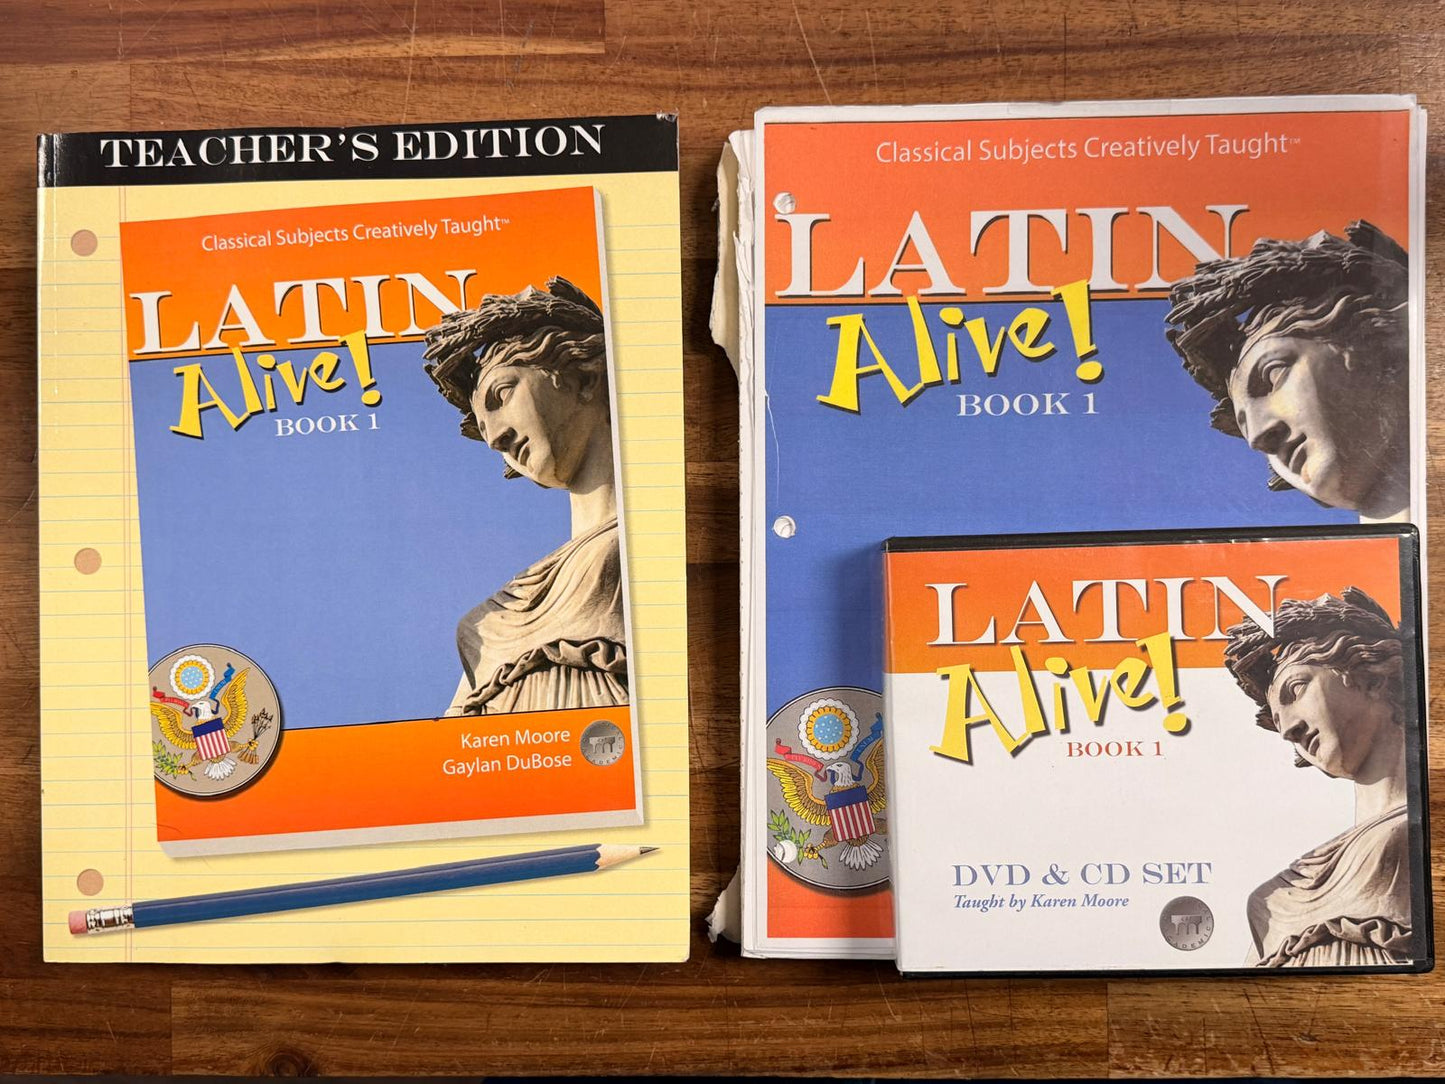 TEACHER'S EDITION
Classical Subjects Creatively Taught™
LATIN
Alive!
BOOK 1
Karen Moore
Gaylan DuBose
Classical Subjects Creatively Taught™
LATIN
Alive!
BOOK 1
LATIN
Alive!
BOOK 1
DVD & CD SET
Taught by Karen Moore